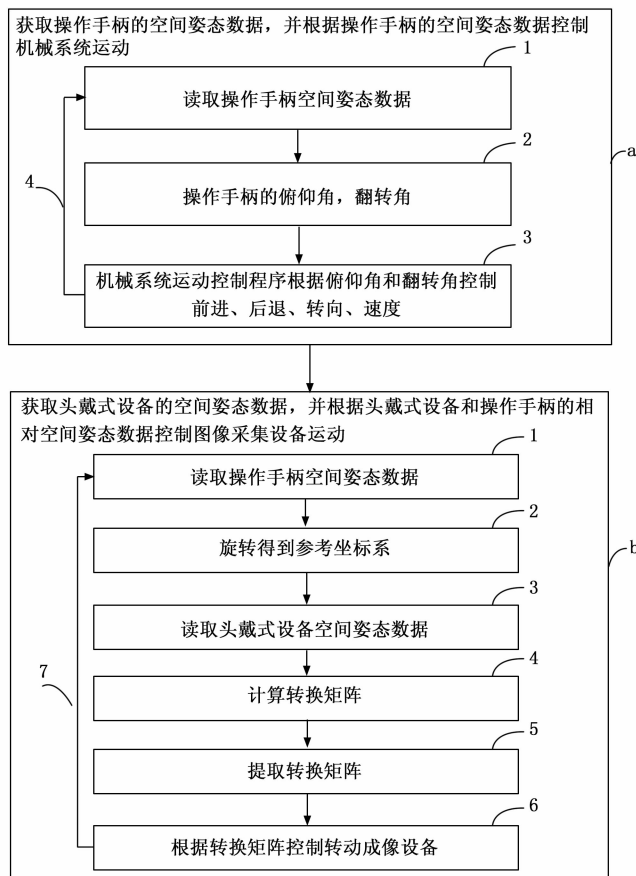 获取操作手柄的空间姿态数据，并根据操作手柄的空间姿态数据控制
机械系统运动
1
读取操作手柄空间姿态数据
a
2
4
操作手柄的俯仰角，翻转角
3
机械系统运动控制程序根据俯仰角和翻转角控制
前进、后退、转向、速度
获取头戴式设备的空间姿态数据，并根据头戴式设备和操作手柄的相
对空间姿态数据控制图像采集设备运动
1
读取操作手柄空间姿态数据
2
旋转得到参考坐标系
b
3
读取头戴式设备空间姿态数据
4
7
计算转换矩阵
5
提取转换矩阵
6
根据转换矩阵控制转动成像设备